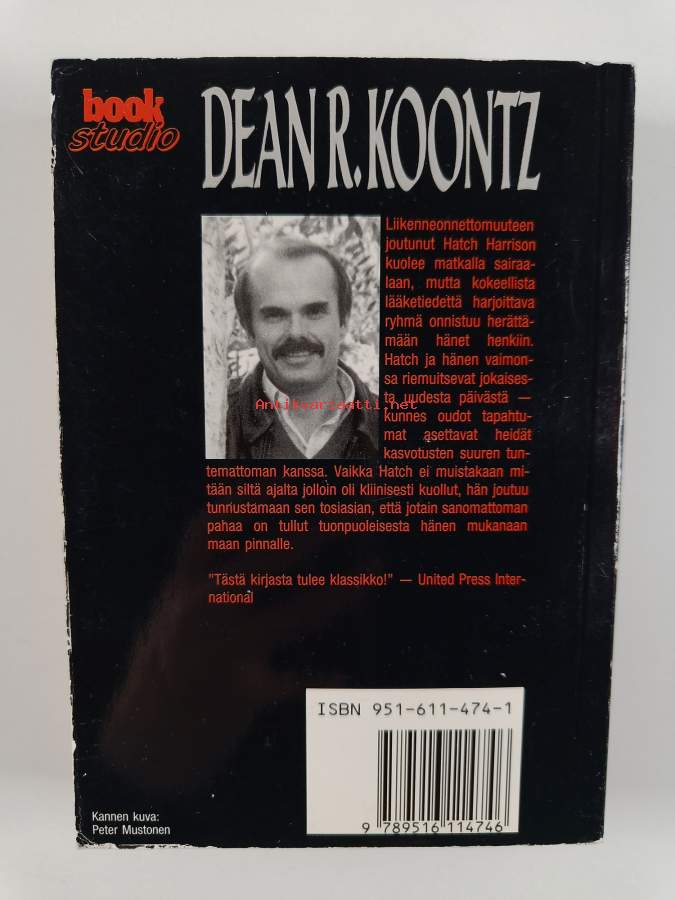 book
studio
DEAN R. KOONTZ
Liikenneonnettomuuteen
joutunut Hatch Harrison
kuolee matkalla sairaa-
laan, mutta kokeellista
lääketiedettä harjoittava
ryhmä onnistuu herättä-
mään hänet henkiin.
Hatch ja hänen vaimon-
sa riemuitsevat jokaises-
ta uudesta päivästä —
Antikvariaatti.net
kunnes oudot tapahtu-
mat asettavat heidät
kasvotusten suuren tun-
temattoman kanssa. Vaikka Hatch ei muistakaan mi-
tään siltä ajalta jolloin oli kliinisesti kuollut, hän joutuu
tunnustamaan sen tosiasian, että jotain sanomattoman
pahaa on tullut tuonpuoleisesta hänen mukanaan
maan pinnalle.
"Tästä kirjasta tulee klassikko!" — United Press Inter-
national
ISBN 951-611-474-1
9 789516 114746
Kannen kuva:
Peter Mustonen